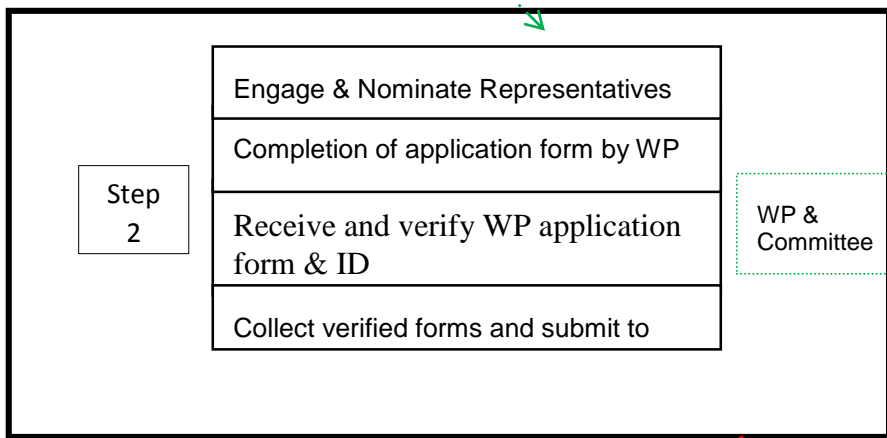 Step
2
Engage & Nominate Representatives
Completion of application form by WP
Receive and verify WP application
form & ID
Collect verified forms and submit to
WP &
Committee